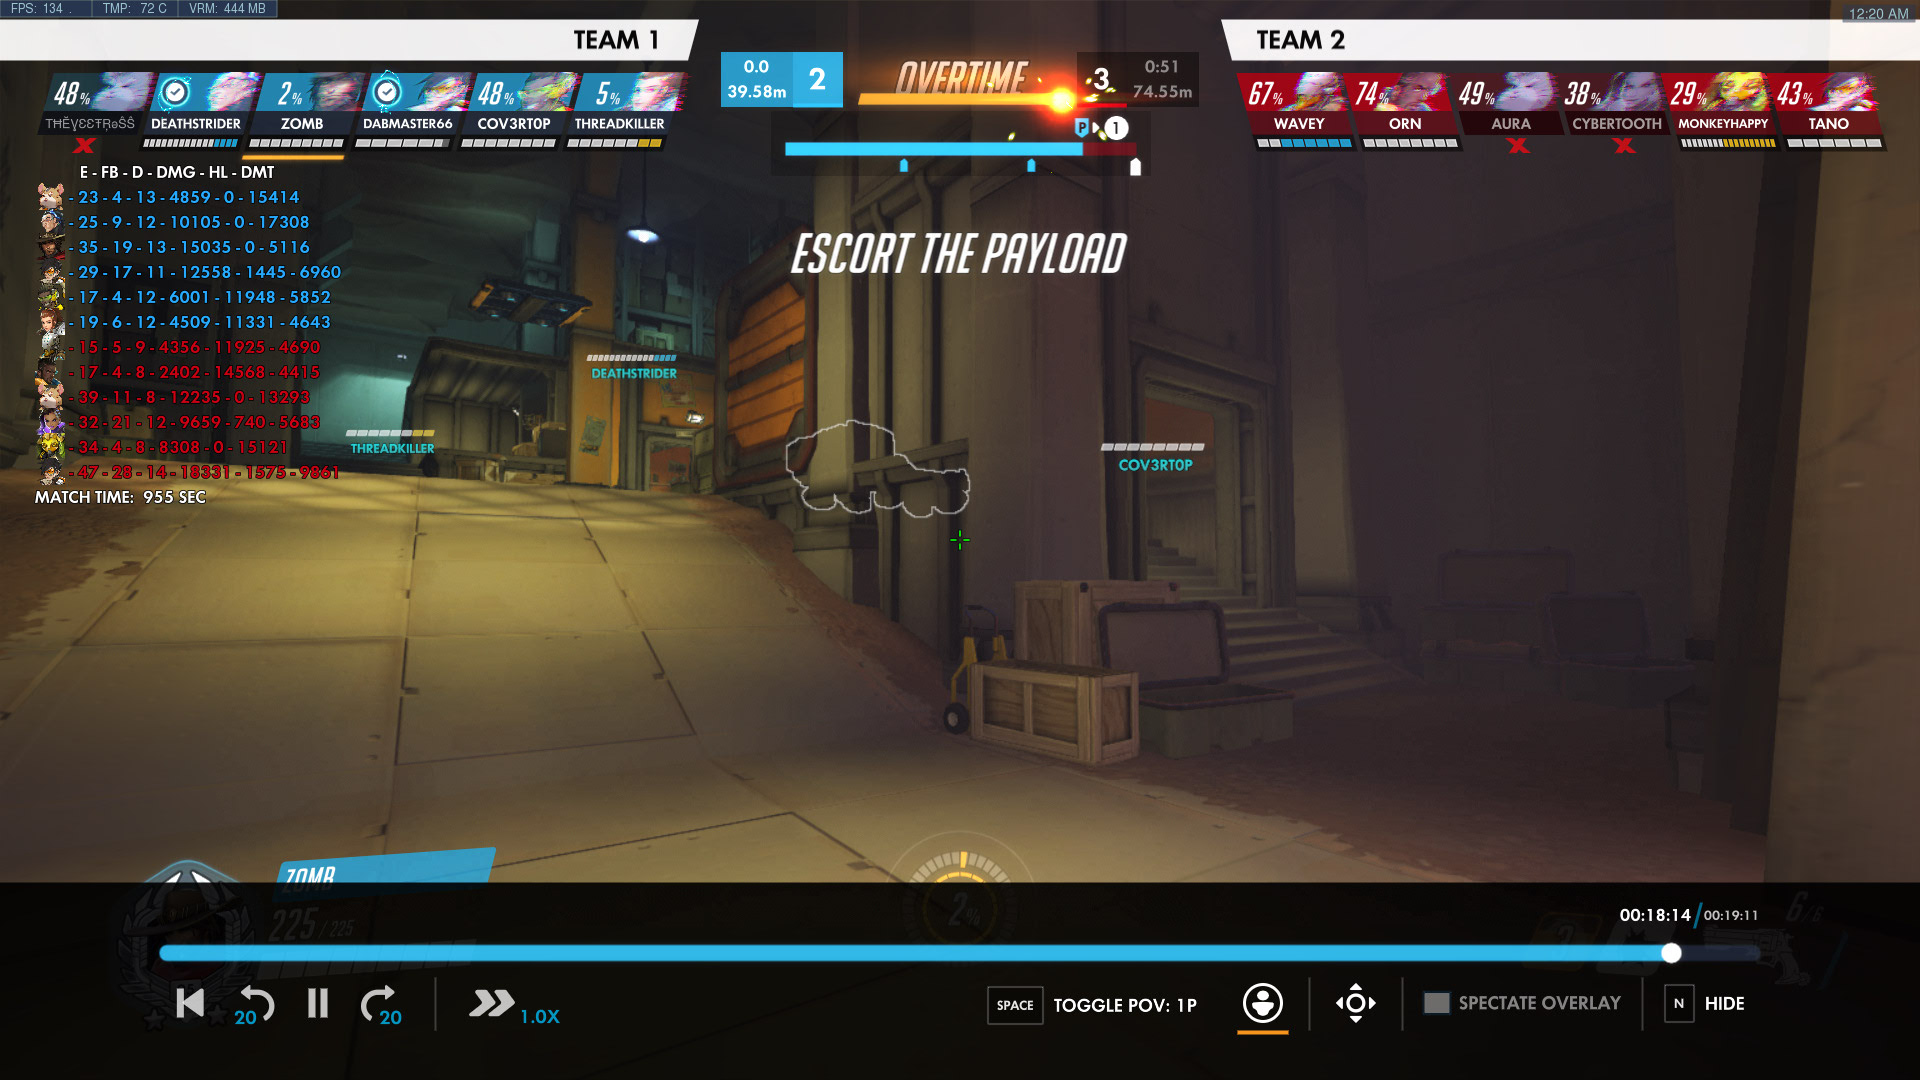 FPS: 134 . TMP: 72 C VRM: 444 MB
12:20 AM
TEAM 1
TEAM 2
0.0
39.58m
2
OVERTIME
3
0:51
74.55m
48%
2%
48%
5%
67%
74%
49%
38%
29%
43%
DEATHSTRIDER
ZOMB
DABMASTER66
COV3RT0P
THREADKILLER
WAVEY
ORN
AURA
CYBERTOOTH
MONKEYHAPPY
TANO
P
1
E - FB - D - DMG - HL - DMT
- 23 - 4 - 13 - 4859 - 0 - 15414
- 25 - 9 - 12 - 10105 - 0 - 17308
- 35 - 19 - 13 - 15035 - 0 - 5116
- 29 - 17 - 11 - 12558 - 1445 - 6960
- 17 - 4 - 12 - 6001 - 11948 - 5852
- 19 - 6 - 12 - 4509 - 11331 - 4643
- 15 - 5 - 9 - 4356 - 11925 - 4690
- 17 - 4 - 8 - 2402 - 14568 - 4415
- 39 - 11 - 8 - 12235 - 0 - 13293
- 32 - 21 - 12 - 9659 - 740 - 5683
- 34 - 4 - 8 - 8308 - 0 - 15121
- 47 - 28 - 14 - 18331 - 1575 - 9861
MATCH TIME: 955 SEC
ESCORT THE PAYLOAD
DEATHSTRIDER
THREADKILLER
COV3RT0P
ZOMB
225/225
2%
6/6
00:18:14/00:19:11
20
20
1.0X
SPACE TOGGLE POV: 1P
SPECTATE OVERLAY
N HIDE